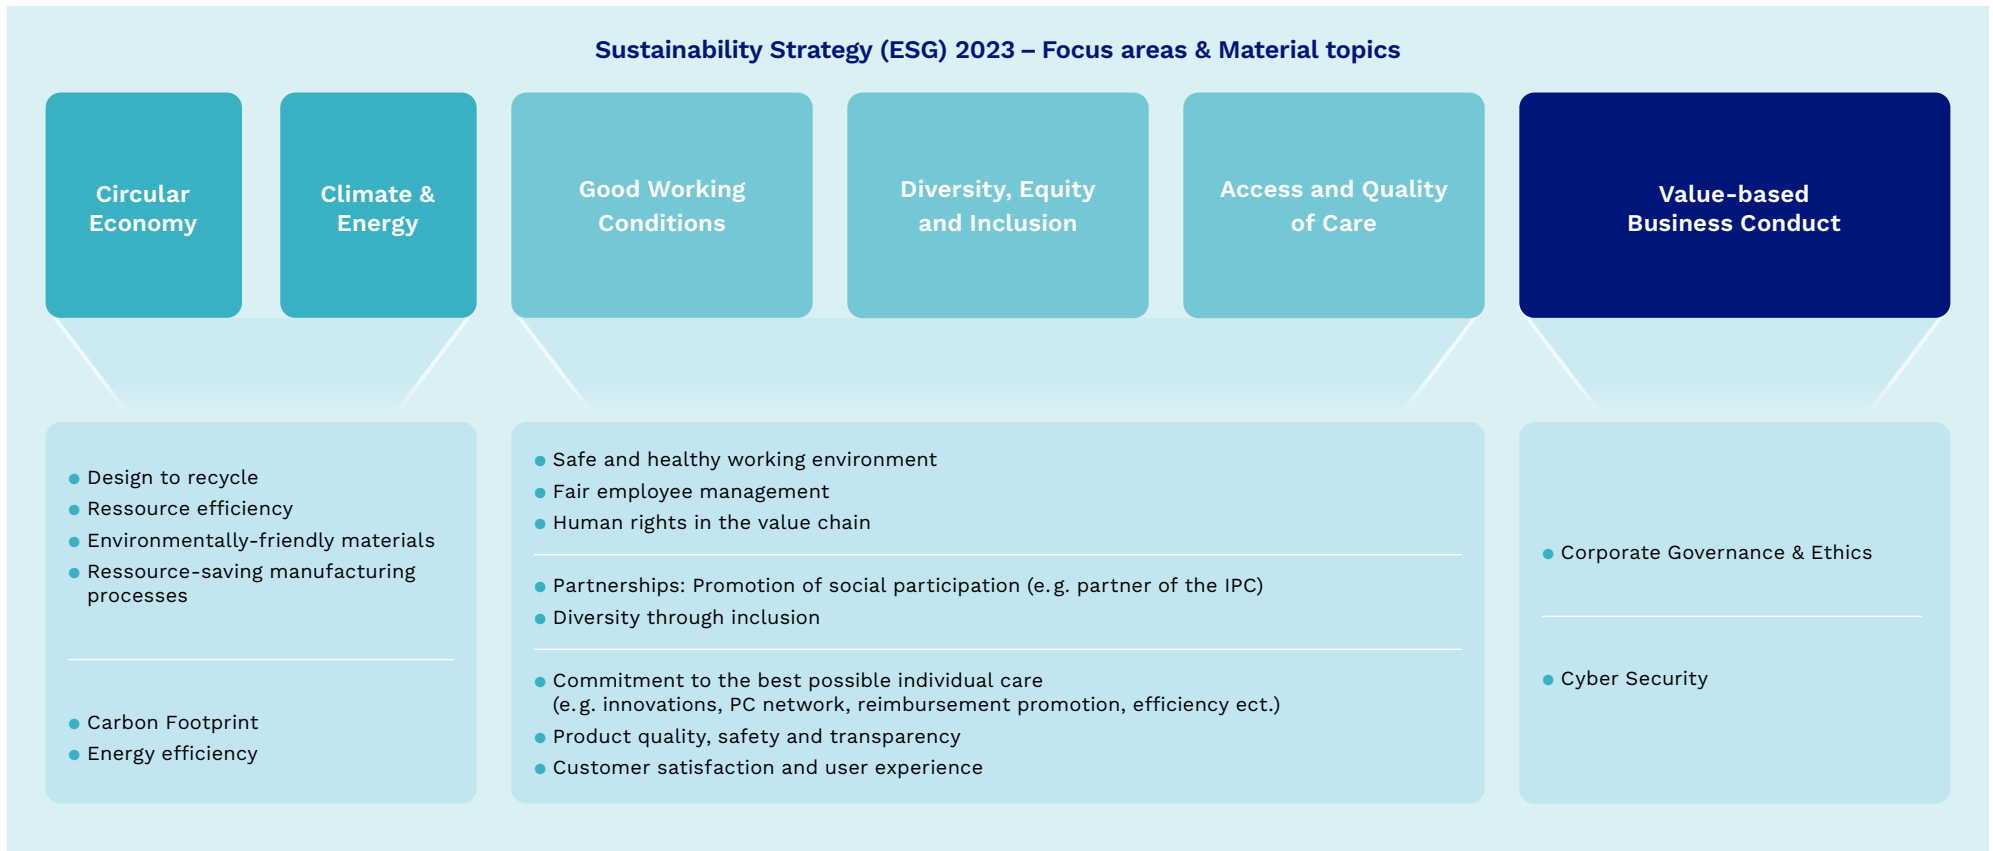 Sustainability Strategy (ESG) 2023 – Focus areas & Material topics
Circular
Economy
Climate &
Energy
Good Working
Conditions
Diversity, Equity
and Inclusion
Access and Quality
of Care
Value-based
Business Conduct
● Design to recycle
● Ressource efficiency
● Environmentally-friendly materials
● Ressource-saving manufacturing
processes
● Carbon Footprint
● Energy efficiency
● Safe and healthy working environment
● Fair employee management
● Human rights in the value chain
● Partnerships: Promotion of social participation (e.g. partner of the IPC)
● Diversity through inclusion
● Commitment to the best possible individual care
(e.g. innovations, PC network, reimbursement promotion, efficiency ect.)
● Product quality, safety and transparency
● Customer satisfaction and user experience
● Corporate Governance & Ethics
● Cyber Security